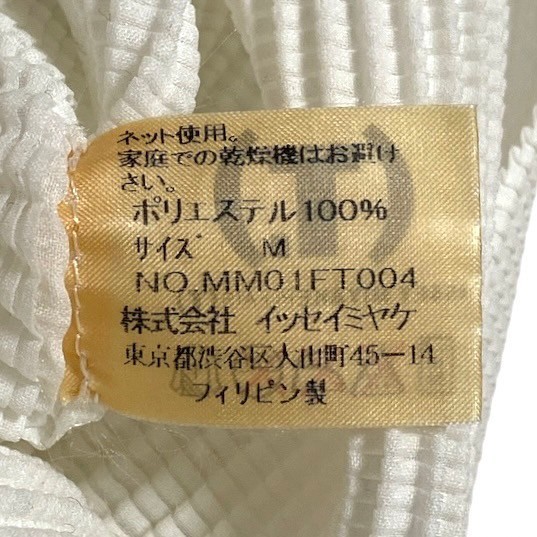 ネット使用。
家庭での乾燥機はお避け
さい。
ポリエステル100%
サイズ M
NO.MM01FT004
株式会社 イッセイミヤケ
東京都渋谷区大山町45-14
フィリピン製